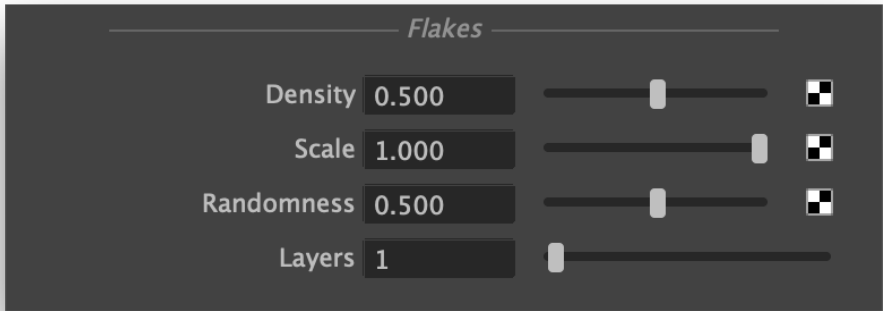 Flakes
Density 0.500
Scale 1.000
Randomness 0.500
Layers 1